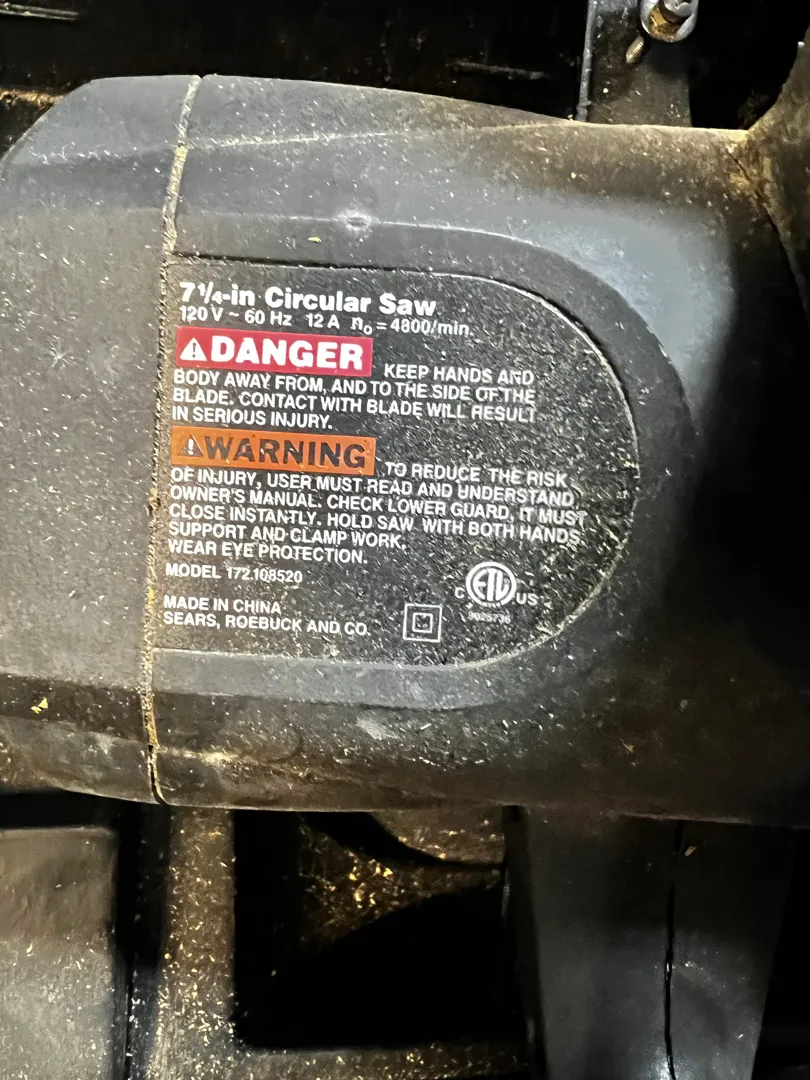 7 1/4-in Circular Saw
120 V ~ 60 Hz 12 A n₀ = 4800/min
DANGER KEEP HANDS AND
BODY AWAY FROM, AND TO THE SIDE OF THE
BLADE. CONTACT WITH BLADE WILL RESULT
IN SERIOUS INJURY.
WARNING TO REDUCE THE RISK
OF INJURY, USER MUST READ AND UNDERSTAND
OWNER'S MANUAL. CHECK LOWER GUARD, IT MUST
CLOSE INSTANTLY. HOLD SAW WITH BOTH HANDS.
SUPPORT AND CLAMP WORK.
WEAR EYE PROTECTION.
MODEL 172.108520
C ETL US
MADE IN CHINA
SEARS, ROEBUCK AND CO.